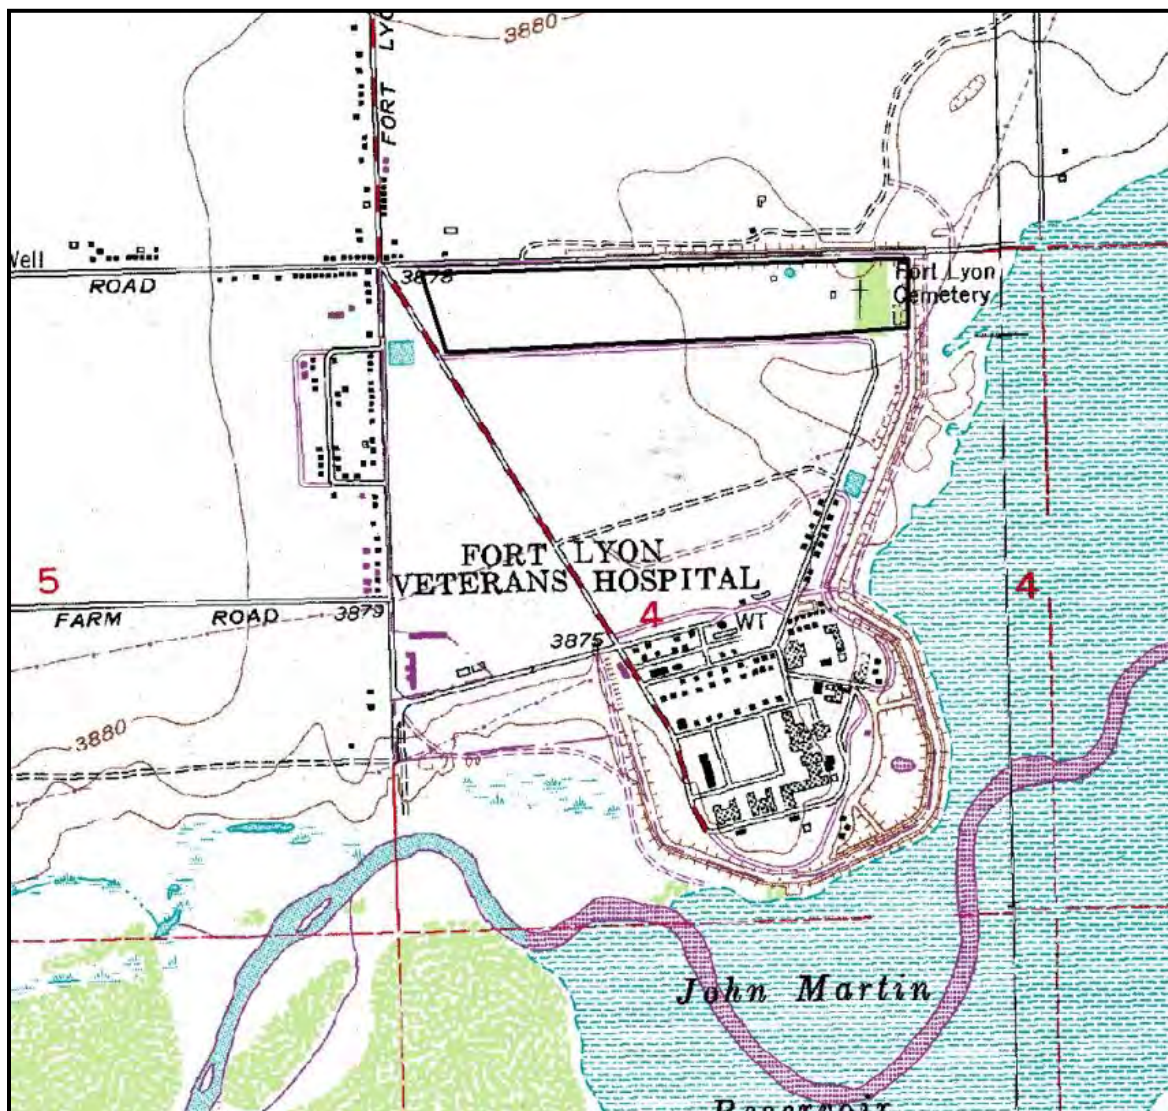 3880
FORT LYO
Well
ROAD
3878
Fort Lyon
Cemetery
FORT LYON
VETERANS HOSPITAL
5
4
4
FARM ROAD
3879
3875
WT
3880
John Martin
Reservoir